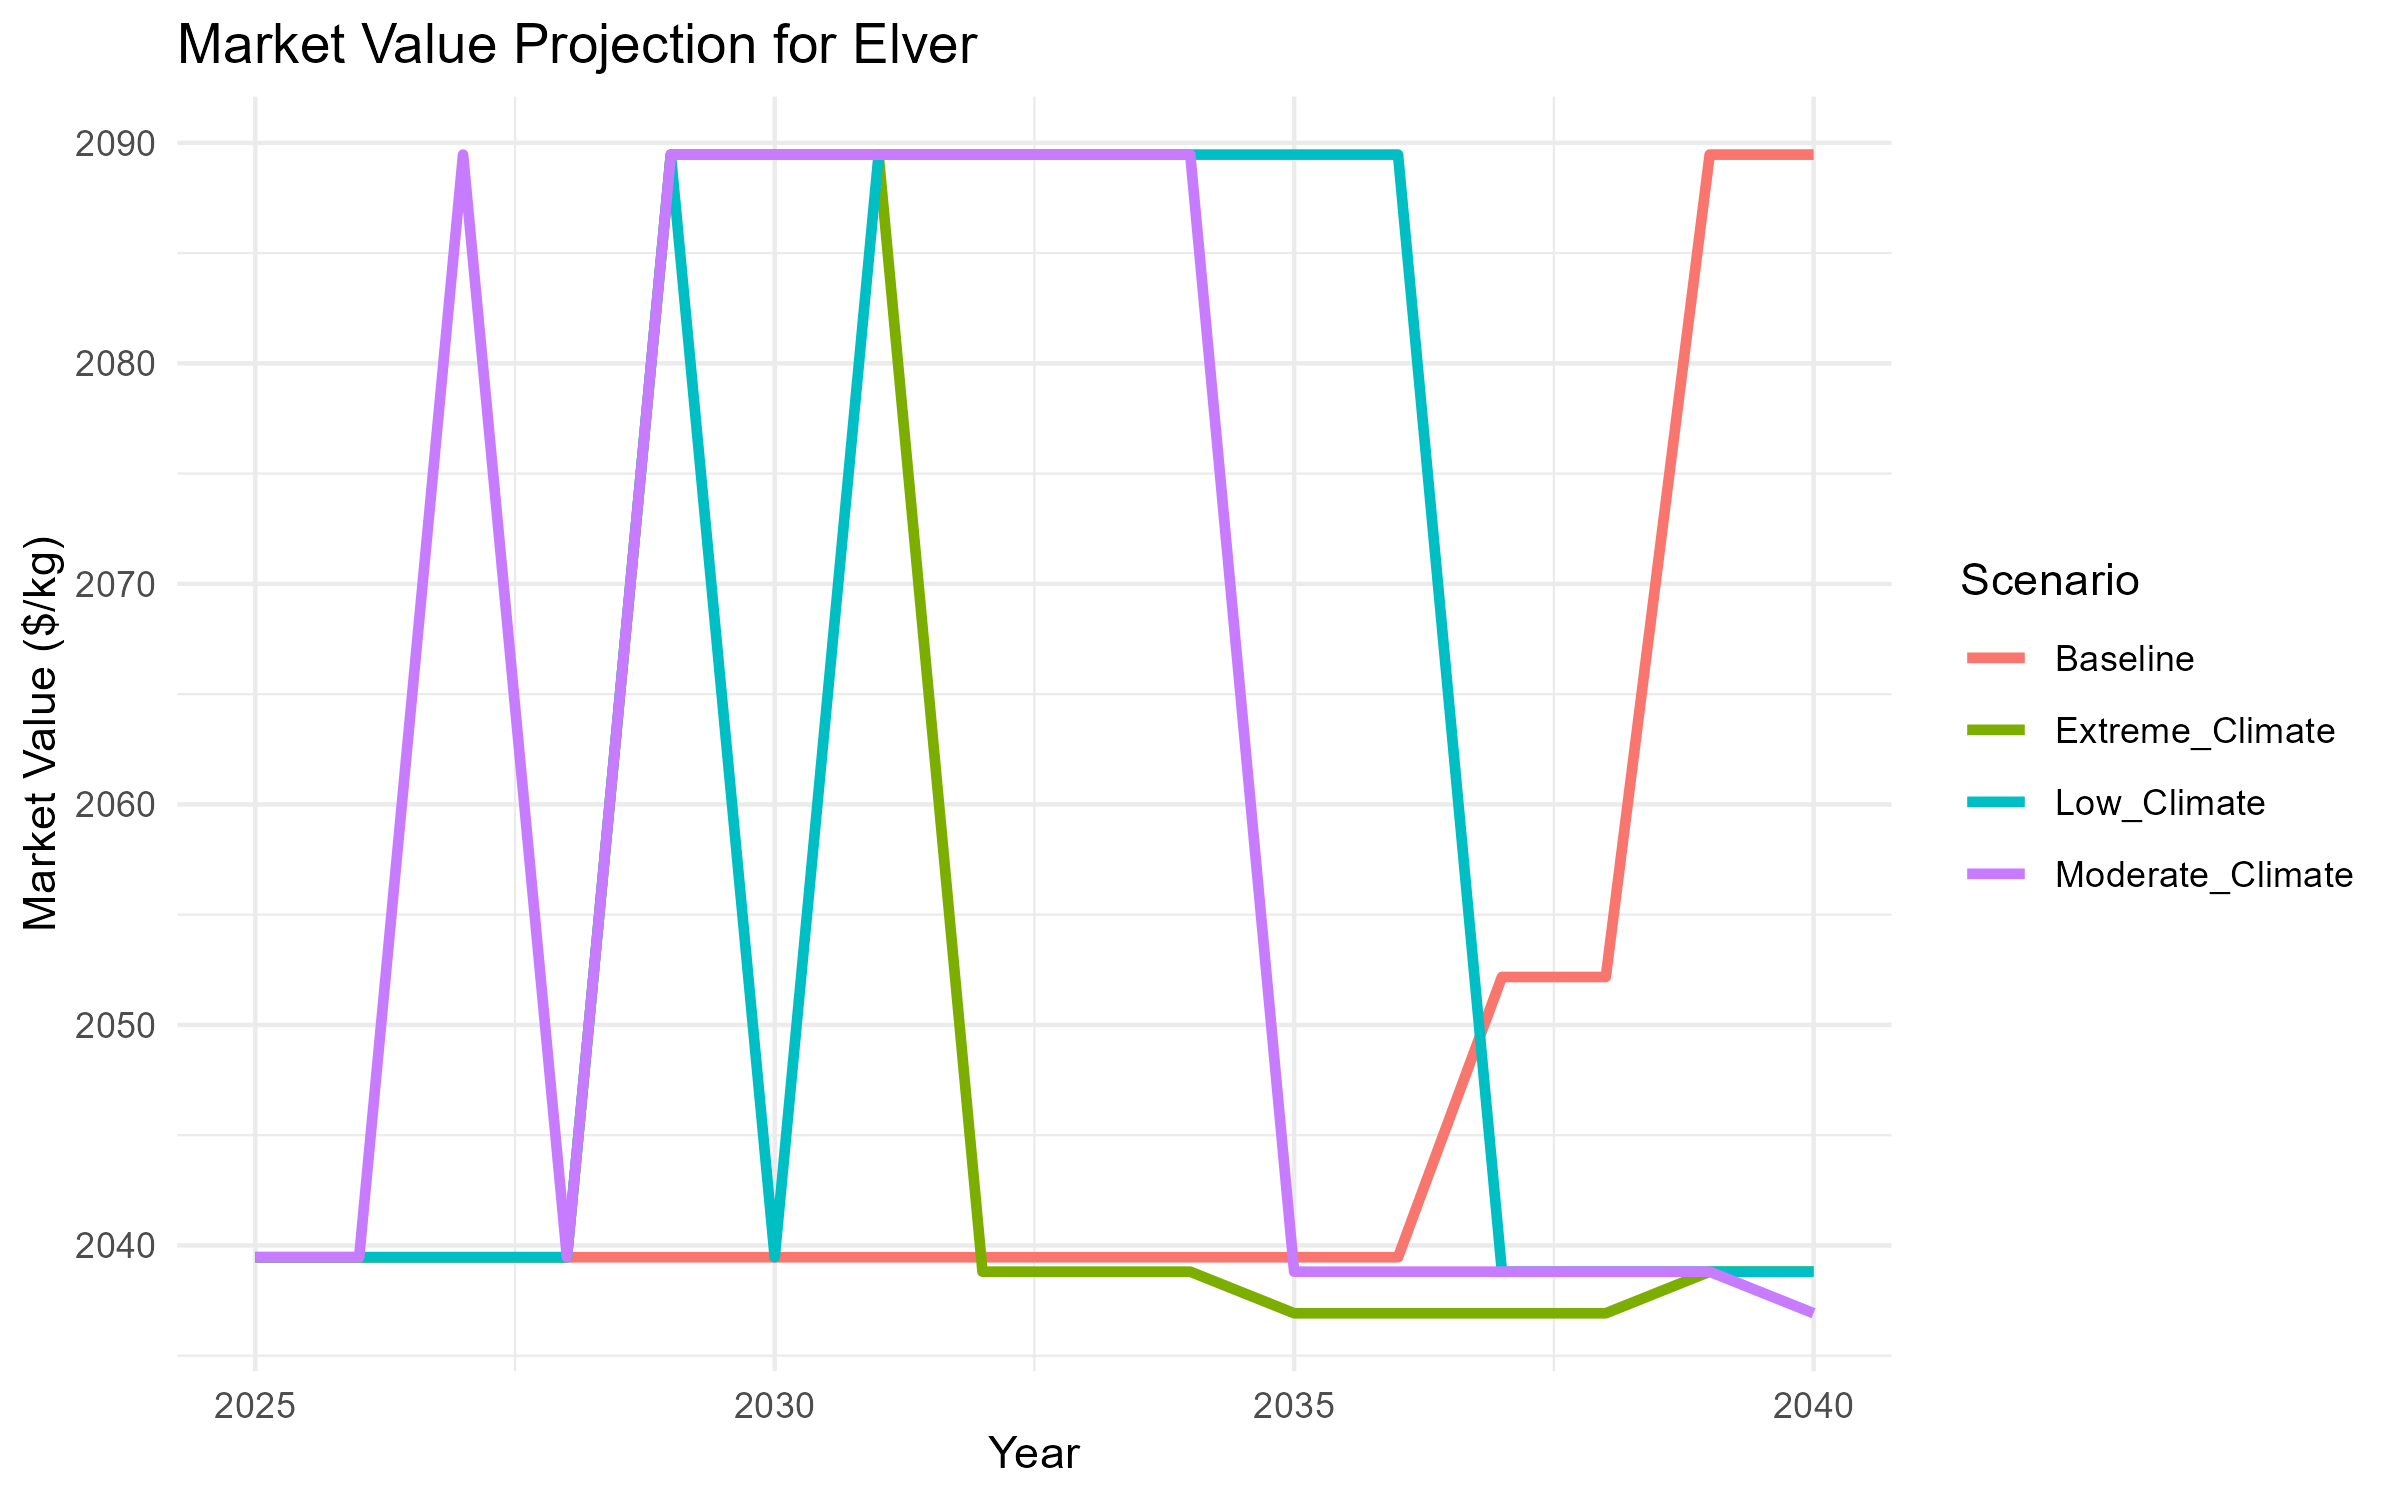 Market Value Projection for Elver
Market Value ($/kg)
2090
2080
2070
2060
2050
2040
2025
2030
2035
2040
Year
Scenario
Baseline
Extreme_Climate
Low_Climate
Moderate_Climate